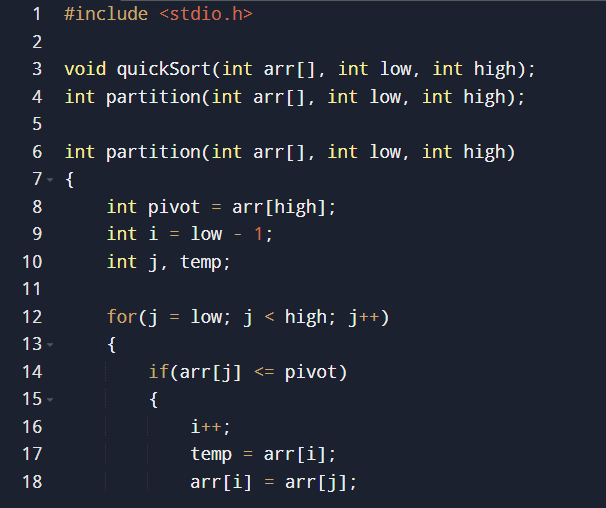 1 #include <stdio.h>
2
3 void quickSort(int arr[], int low, int high);
4 int partition(int arr[], int low, int high);
5
6 int partition(int arr[], int low, int high)
7 {
8     int pivot = arr[high];
9     int i = low - 1;
10     int j, temp;
11
12     for(j = low; j < high; j++)
13     {
14         if(arr[j] <= pivot)
15         {
16             i++;
17             temp = arr[i];
18             arr[i] = arr[j];